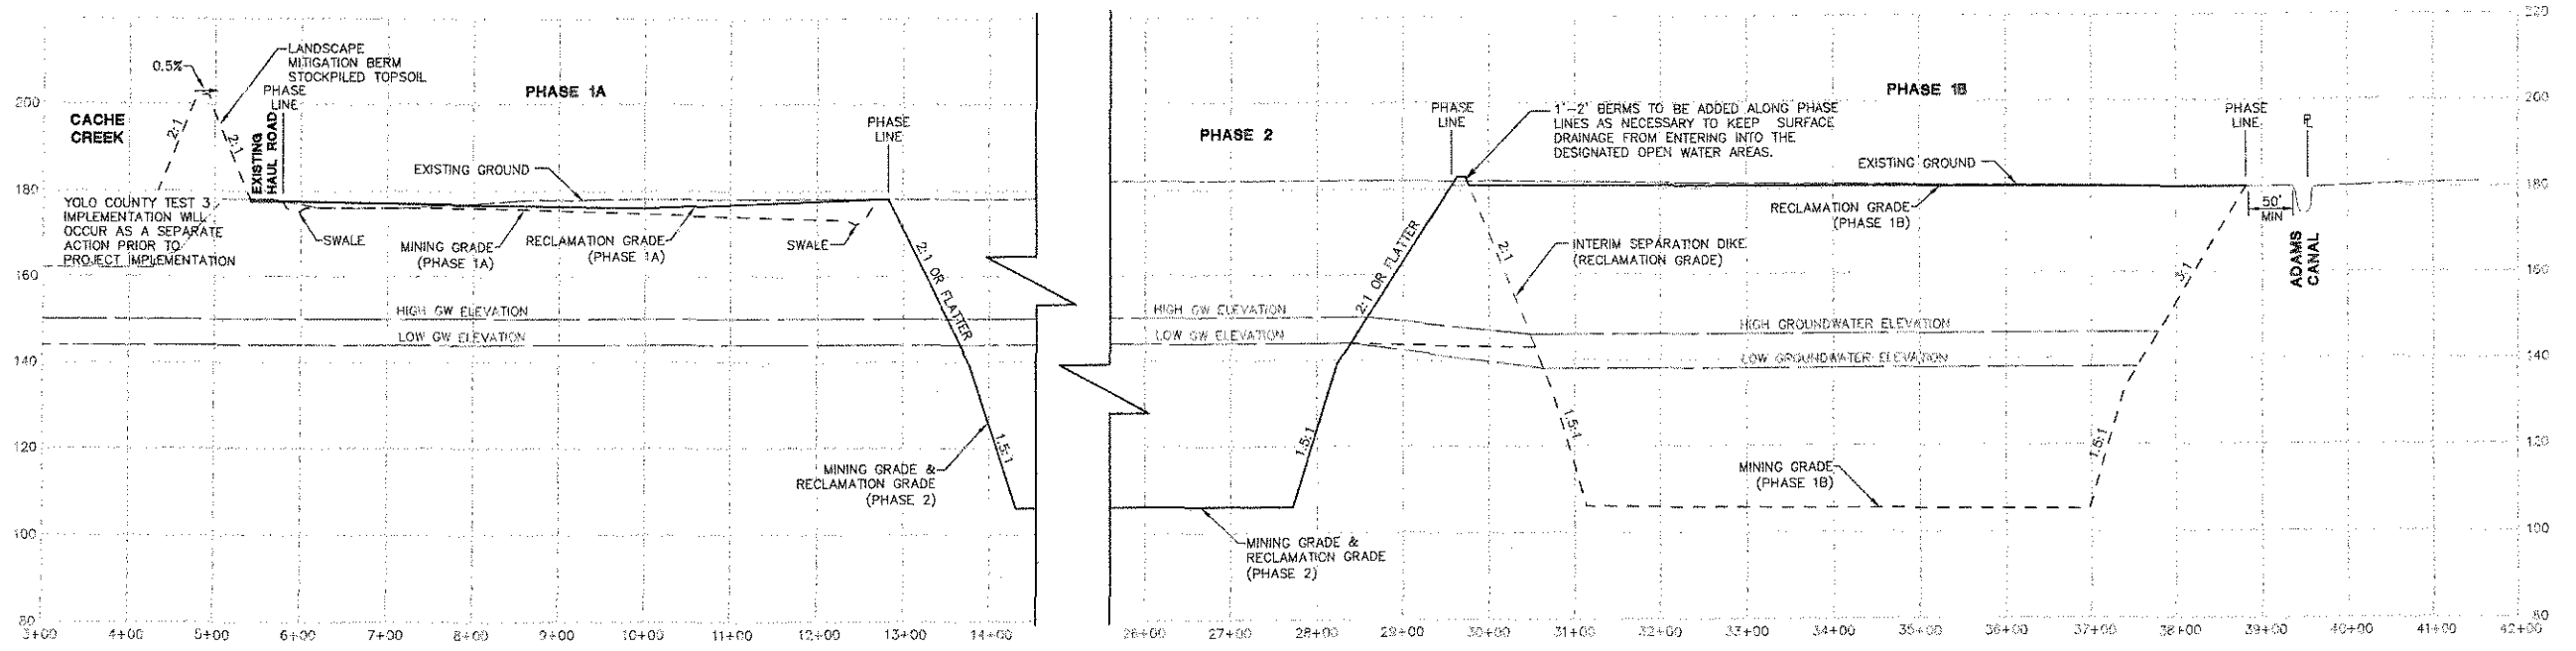 220
LANDSCAPE
MITIGATION BERM
STOCKPILED TOPSOIL
0.5%
PHASE
LINE
PHASE 1A
200
CACHE
CREEK
2:1
2:1
EXISTING
HAUL ROAD
PHASE
LINE
EXISTING GROUND
180
YOLO COUNTY TEST 3
IMPLEMENTATION WILL
OCCUR AS A SEPARATE
ACTION PRIOR TO
PROJECT IMPLEMENTATION
SWALE
MINING GRADE
(PHASE 1A)
RECLAMATION GRADE
(PHASE 1A)
SWALE
2:1 OR FLATTER
160
HIGH GW ELEVATION
LOW GW ELEVATION
140
120
1.5:1
MINING GRADE &
RECLAMATION GRADE
(PHASE 2)
100
80
3+00
4+00
5+00
6+00
7+00
8+00
9+00
10+00
11+00
12+00
13+00
14+00
PHASE 2
PHASE
LINE
1'-2' BERMS TO BE ADDED ALONG PHASE
LINES AS NECESSARY TO KEEP SURFACE
DRAINAGE FROM ENTERING INTO THE
DESIGNATED OPEN WATER AREAS.
PHASE 1B
EXISTING GROUND
PHASE
LINE
200
180
RECLAMATION GRADE
(PHASE 1B)
50'
MIN
ADAMS
CANAL
2:1 OR FLATTER
2:1
INTERIM SEPARATION DIKE
(RECLAMATION GRADE)
3:1
160
HIGH GW ELEVATION
LOW GW ELEVATION
HIGH GROUNDWATER ELEVATION
LOW GROUNDWATER ELEVATION
140
1.5:1
1.5:1
1.5:1
120
MINING GRADE
(PHASE 1B)
100
MINING GRADE &
RECLAMATION GRADE
(PHASE 2)
80
26+00
27+00
28+00
29+00
30+00
31+00
32+00
33+00
34+00
35+00
36+00
37+00
38+00
39+00
40+00
41+00
42+00